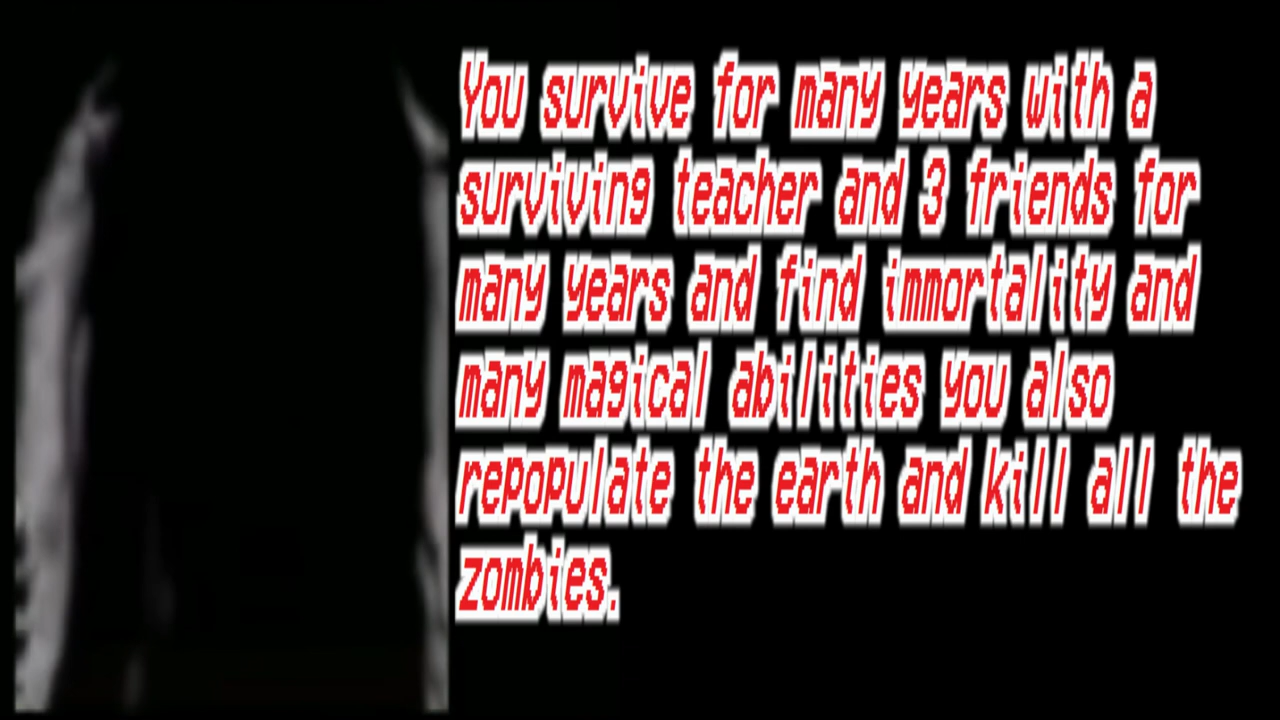 You survive for many years with a
surviving teacher and 3 friends for
many years and find immortality and
many magical abilities you also
repopulate the earth and kill all the
zombies.